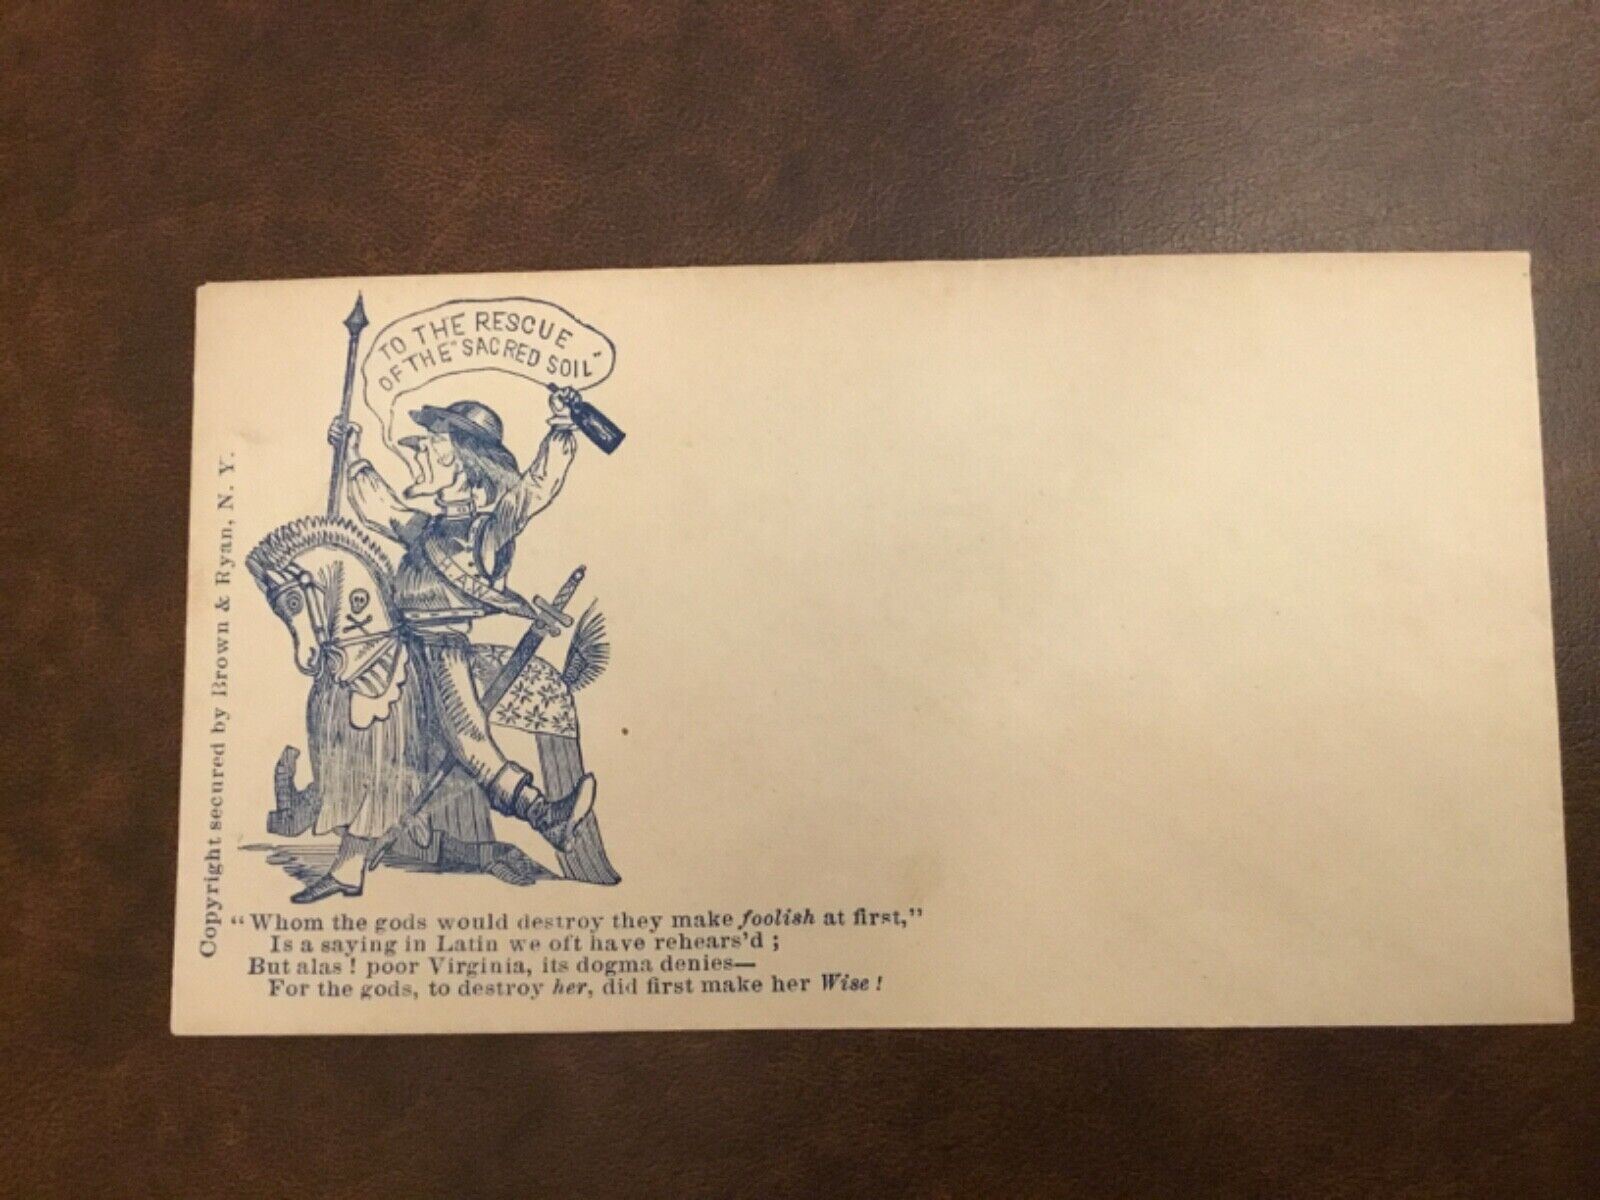 TO THE RESCUE
OF THE "SACRED SOIL"
H. A. W
Copyright secured by Brown & Ryan, N. Y.
"Whom the gods would destroy they make foolish at first,"
Is a saying in Latin we oft have rehears'd ;
But alas ! poor Virginia, its dogma denies—
For the gods, to destroy her, did first make her Wise !